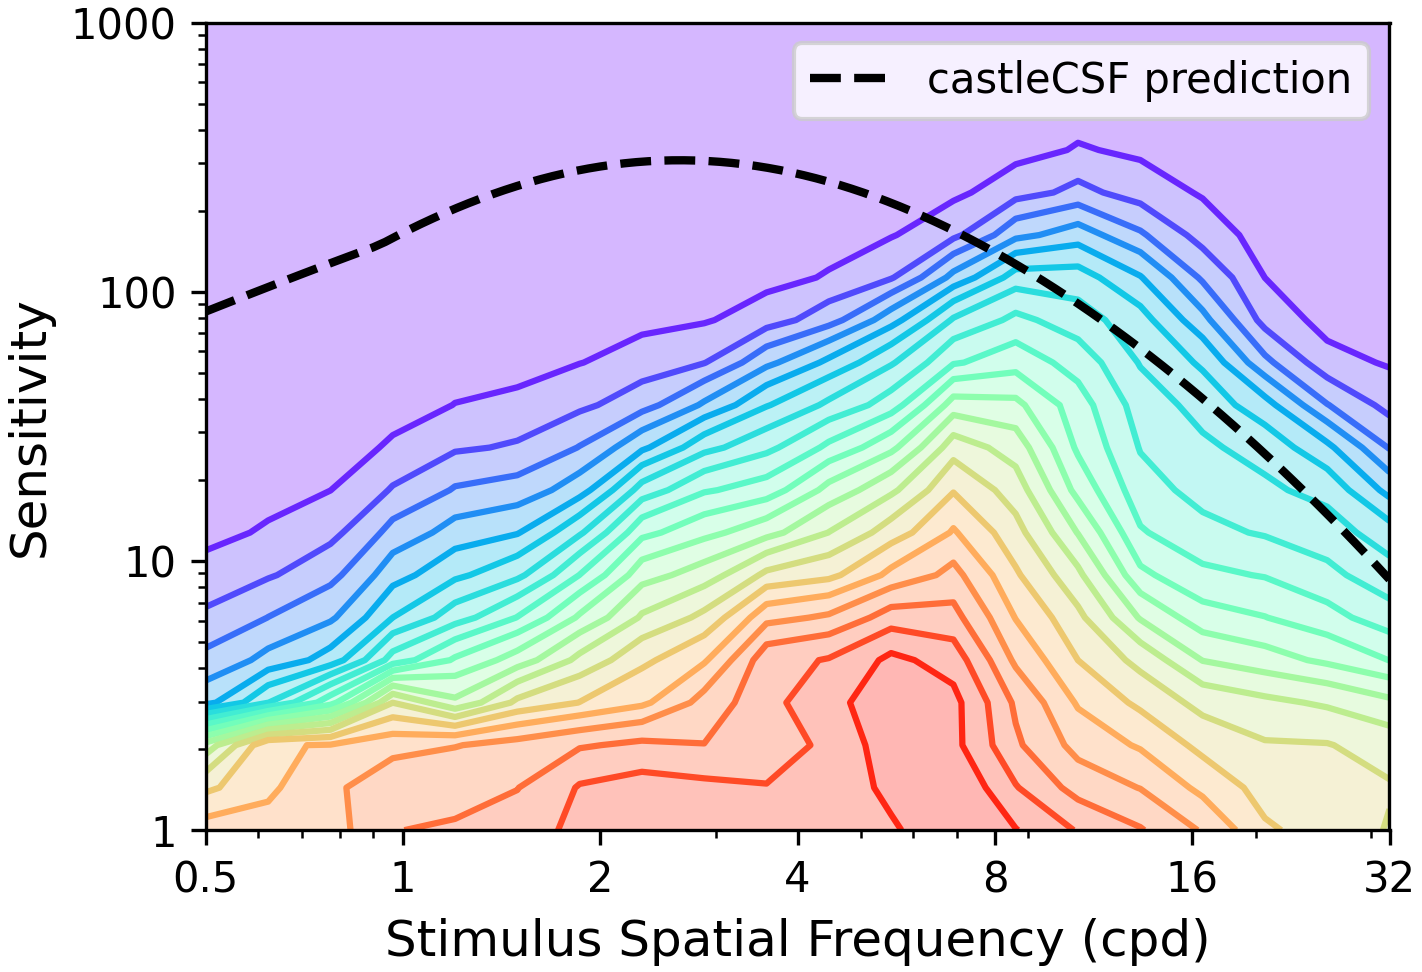 1000
100
10
1
Sensitivity
castleCSF prediction
0.5 1 2 4 8 16 32
Stimulus Spatial Frequency (cpd)